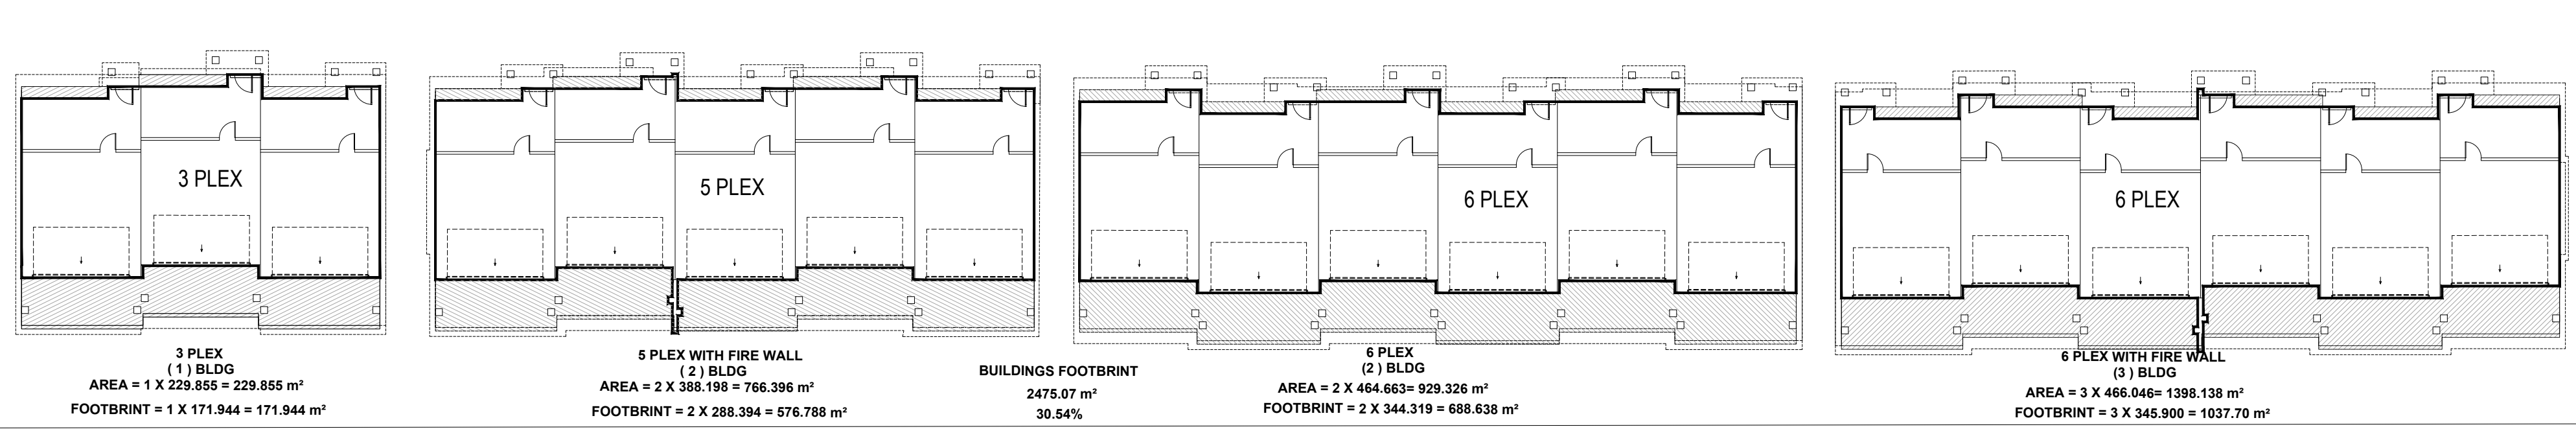 3 PLEX
5 PLEX
6 PLEX
6 PLEX
3 PLEX
( 1 ) BLDG
AREA = 1 X 229.855 = 229.855 m²
FOOTBRINT = 1 X 171.944 = 171.944 m²
5 PLEX WITH FIRE WALL
( 2 ) BLDG
AREA = 2 X 388.198 = 766.396 m²
FOOTBRINT = 2 X 288.394 = 576.788 m²
BUILDINGS FOOTBRINT
2475.07 m²
30.54%
6 PLEX
(2 ) BLDG
AREA = 2 X 464.663= 929.326 m²
FOOTBRINT = 2 X 344.319 = 688.638 m²
6 PLEX WITH FIRE WALL
(3 ) BLDG
AREA = 3 X 466.046= 1398.138 m²
FOOTBRINT = 3 X 345.900 = 1037.70 m²